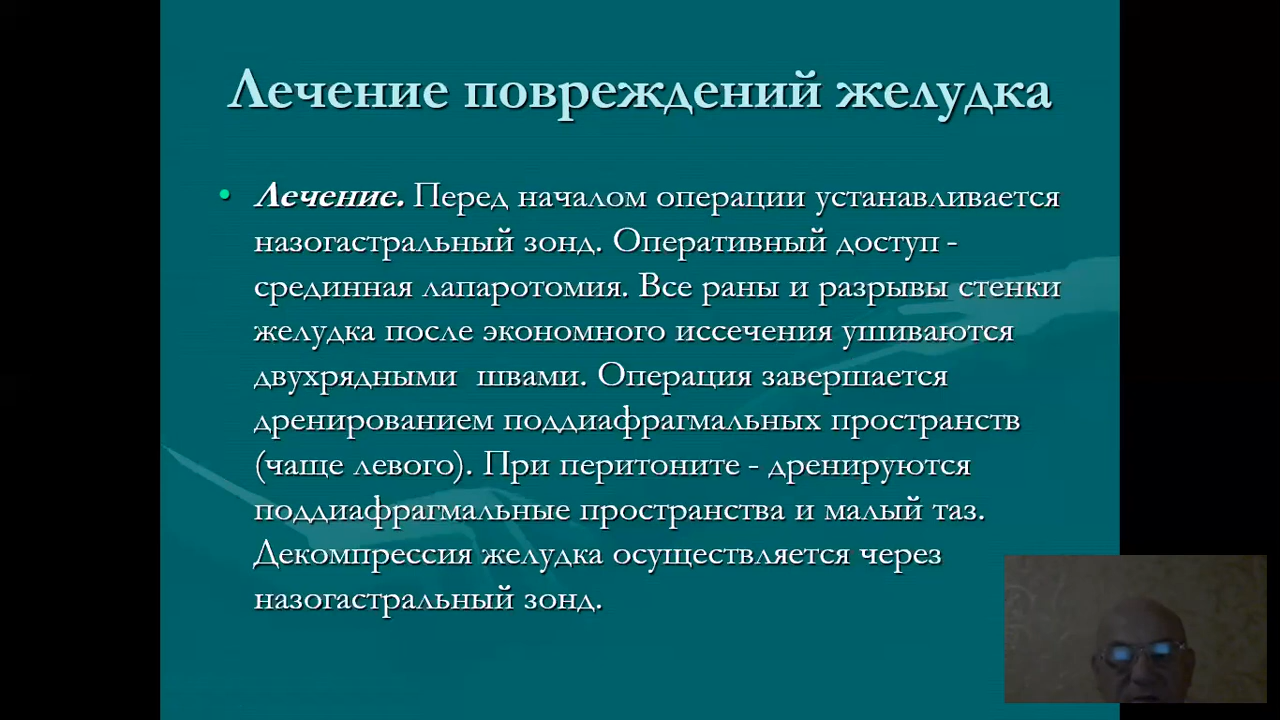 Лечение повреждений желудка
• Лечение. Перед началом операции устанавливается
назогастральный зонд. Оперативный доступ -
срединная лапаротомия. Все раны и разрывы стенки
желудка после экономного иссечения ушиваются
двухрядными  швами. Операция завершается
дренированием поддиафрагмальных пространств
(чаще левого). При перитоните - дренируются
поддиафрагмальные пространства и малый таз.
Декомпрессия желудка осуществляется через
назогастральный зонд.